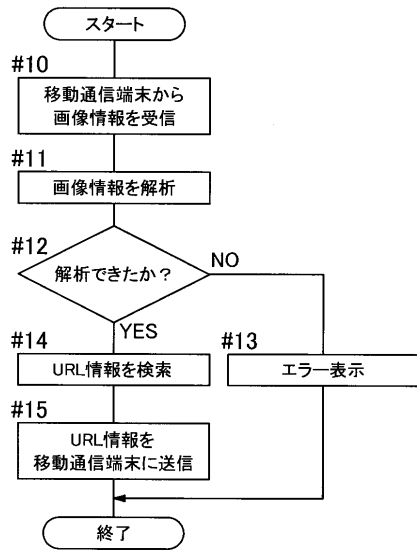 スタート
#10
移動通信端末から
画像情報を受信
#11
画像情報を解析
#12
解析できたか？
NO
YES
#14
URL情報を検索
#13
エラー表示
#15
URL情報を
移動通信端末に送信
終了